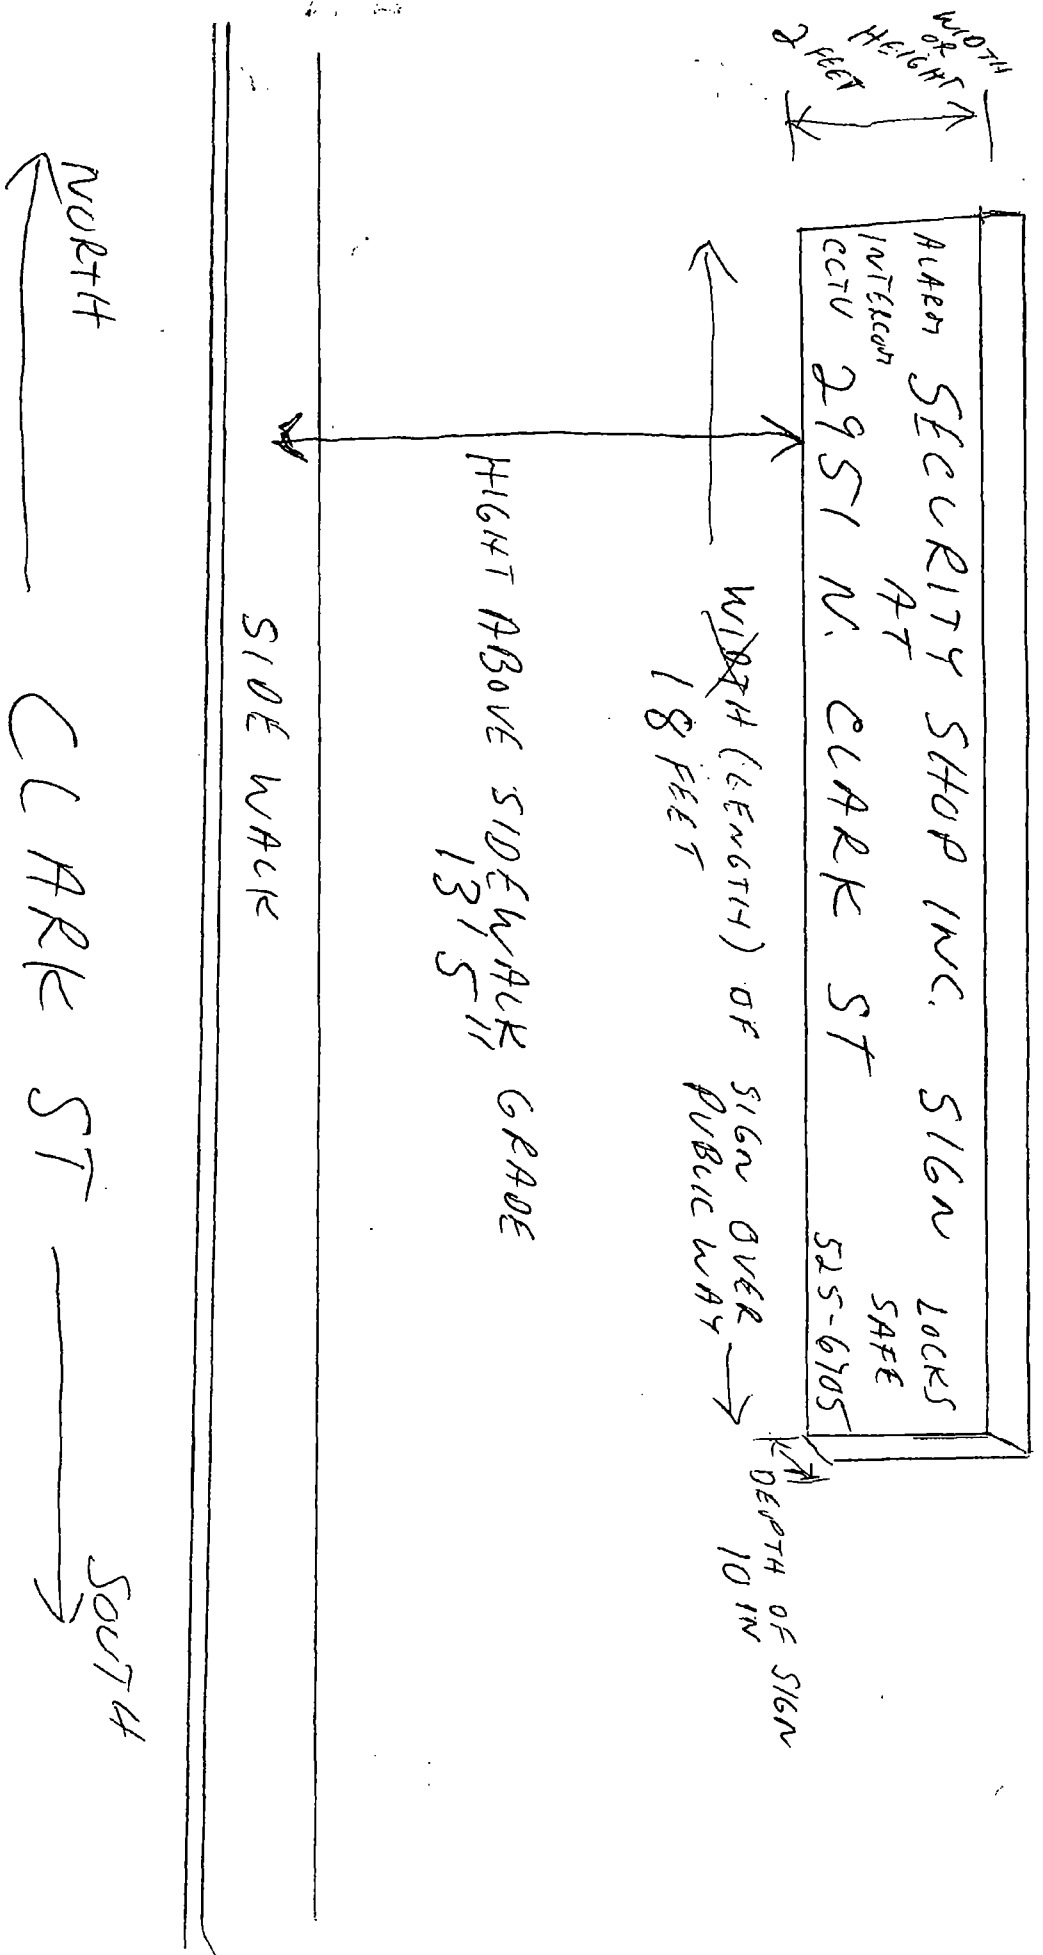 WIDTH
OR
HEIGHT
2 FEET
ALARM SECURITY SHOP INC. SIGN LOCKS
INTERCOM AT SAFE
CCTV 2951 N. CLARK ST 525-6705
WIDTH (LENGTH) OF SIGN OVER
PUBLIC WAY
18 FEET
DEPTH OF SIGN
10 IN
HIGHT ABOVE SIDEWALK GRADE
13' 5"
SIDE WALK
NORTH
CLARK ST
SOUTH